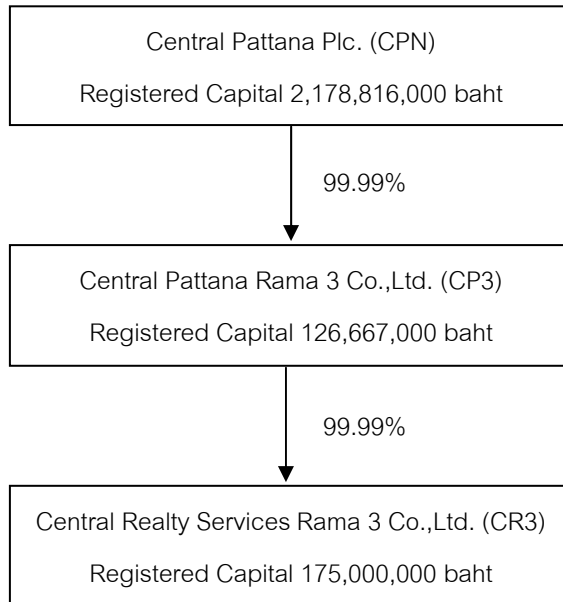 Central Pattana Plc. (CPN)
Registered Capital 2,178,816,000 baht
99.99%
Central Pattana Rama 3 Co.,Ltd. (CP3)
Registered Capital 126,667,000 baht
99.99%
Central Realty Services Rama 3 Co.,Ltd. (CR3)
Registered Capital 175,000,000 baht